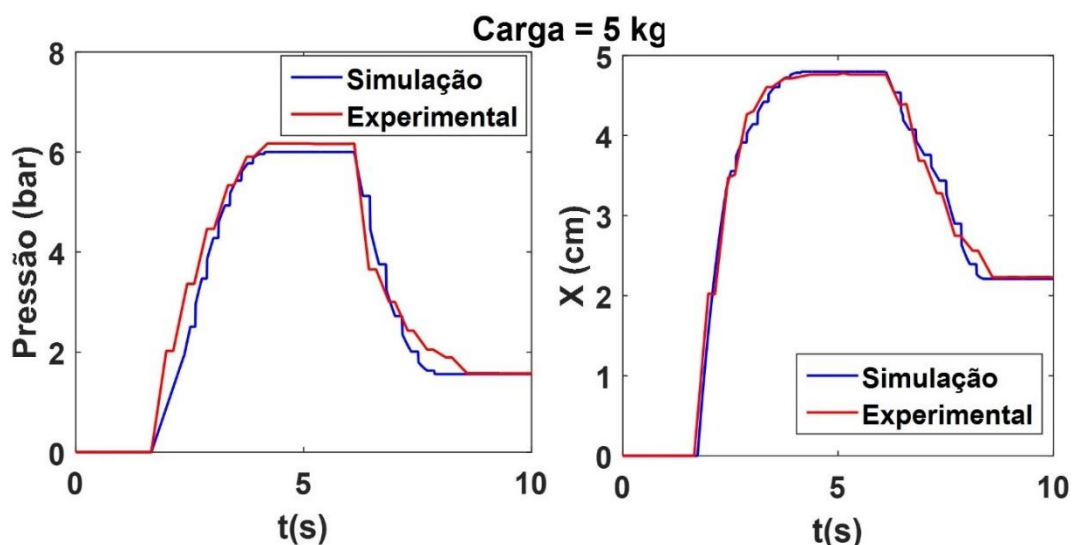 Carga = 5 kg
8
6
4
2
0
Pressão (bar)
Simulação
Experimental
0
5
10
t(s)
5
4
3
2
1
0
X (cm)
Simulação
Experimental
0
5
10
t(s)